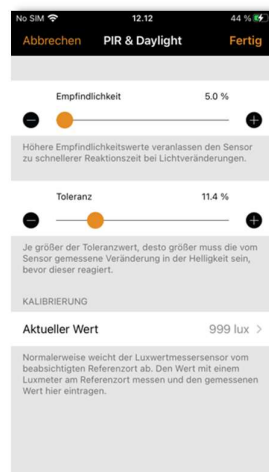 No SIM 12.12 44 %
Abbrechen PIR & Daylight Fertig
Empfindlichkeit 5.0 %
Höhere Empfindlichkeitswerte veranlassen den Sensor
zu schnellerer Reaktionszeit bei Lichtveränderungen.
Toleranz 11.4 %
Je größer der Toleranzwert, desto größer muss die vom
Sensor gemessene Veränderung in der Helligkeit sein,
bevor dieser reagiert.
KALIBRIERUNG
Aktueller Wert 999 lux
Normalerweise weicht der Luxwertmessersensor vom
beabsichtigten Referenzort ab. Den Wert mit einem
Luxmeter am Referenzort messen und den gemessenen
Wert hier eintragen.